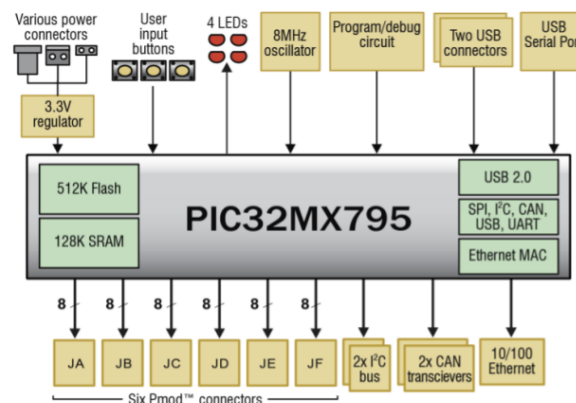 Various power
connectors
User
input
buttons
4 LEDs
8MHz
oscillator
Program/debug
circuit
Two USB
connectors
USB
Serial Por
3.3V
regulator
512K Flash
128K SRAM
PIC32MX795
USB 2.0
SPI, I²C, CAN,
USB, UART
Ethernet MAC
8
8
8
8
8
8
JA
JB
JC
JD
JE
JF
2x I²C
bus
2x CAN
transcievers
10/100
Ethernet
Six Pmod™ connectors